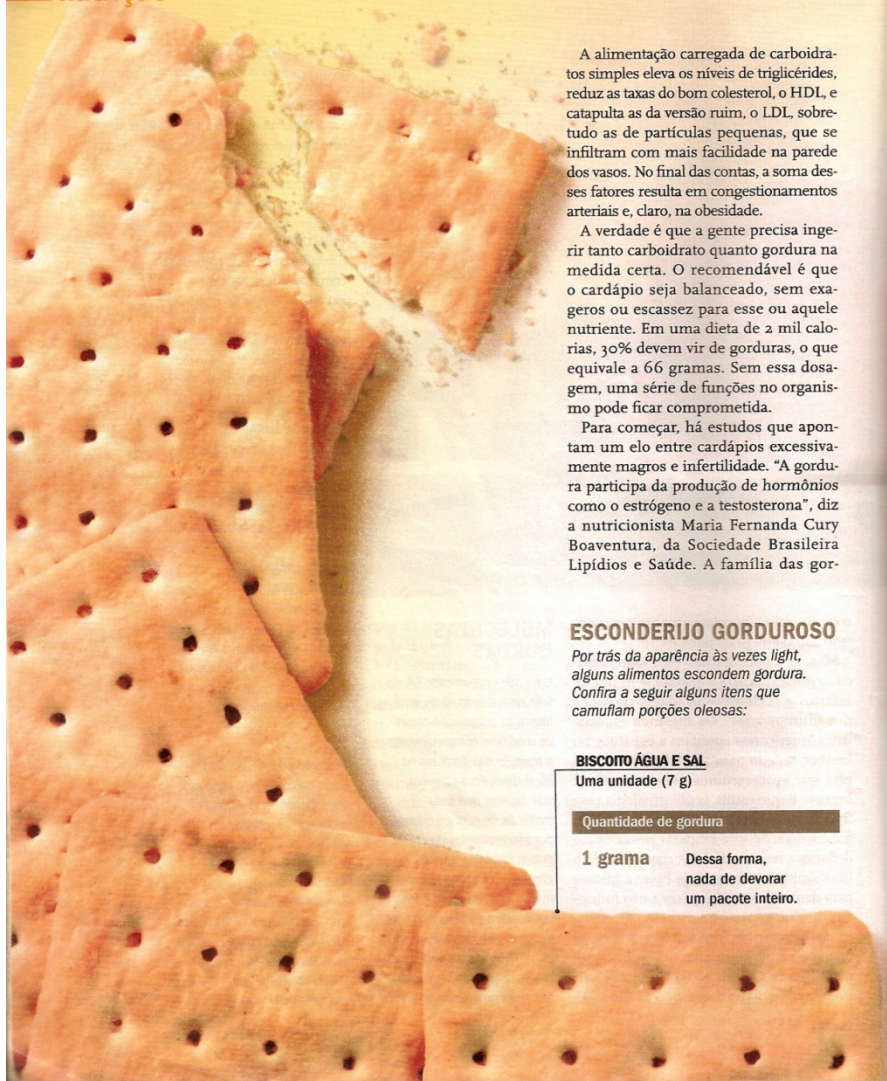 A alimentação carregada de carboidra-
tos simples eleva os níveis de triglicérides,
reduz as taxas do bom colesterol, o HDL, e
catapulta as da versão ruim, o LDL, sobre-
tudo as de partículas pequenas, que se
infiltram com mais facilidade na parede
dos vasos. No final das contas, a soma des-
ses fatores resulta em congestionamentos
arteriais e, claro, na obesidade.
A verdade é que a gente precisa inge-
rir tanto carboidrato quanto gordura na
medida certa. O recomendável é que
o cardápio seja balanceado, sem exa-
geros ou escassez para esse ou aquele
nutriente. Em uma dieta de 2 mil calo-
rias, 30% devem vir de gorduras, o que
equivale a 66 gramas. Sem essa dosa-
gem, uma série de funções no organis-
mo pode ficar comprometida.
Para começar, há estudos que apon-
tam um elo entre cardápios excessiva-
mente magros e infertilidade. “A gordu-
ra participa da produção de hormônios
como o estrógeno e a testosterona”, diz
a nutricionista Maria Fernanda Cury
Boaventura, da Sociedade Brasileira
Lipídios e Saúde. A família das gor-
ESCONDERIJO GORDUROSO
Por trás da aparência às vezes light,
alguns alimentos escondem gordura.
Confira a seguir alguns itens que
camuflam porções oleosas:
BISCOITO ÁGUA E SAL
Uma unidade (7 g)
Quantidade de gordura
1 grama Dessa forma,
nada de devorar
um pacote inteiro.